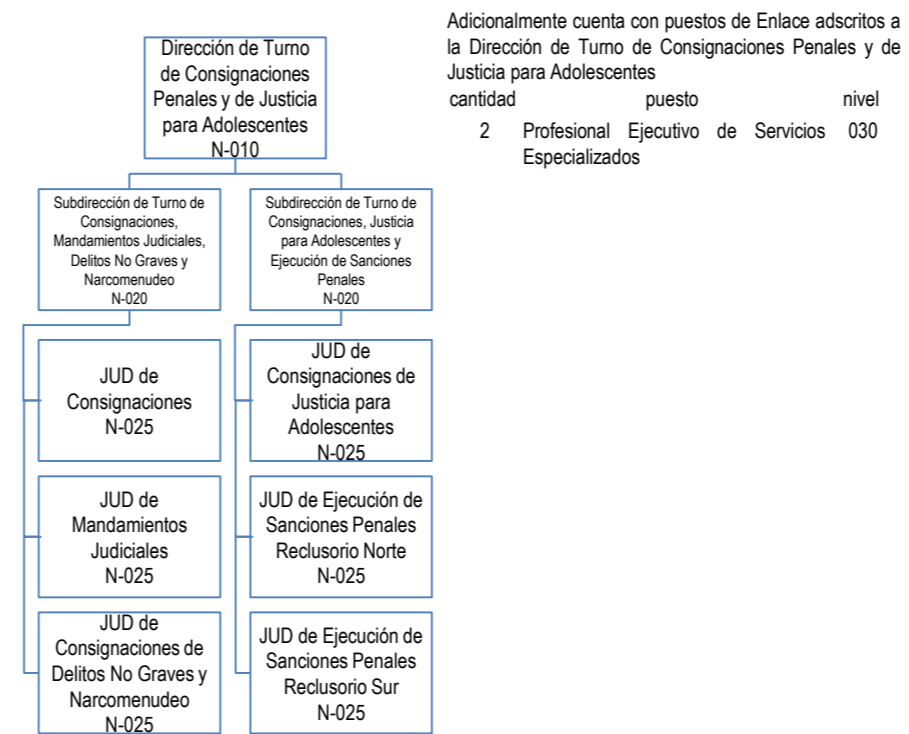 Dirección de Turno
de Consignaciones
Penales y de Justicia
para Adolescentes
N-010
Subdirección de Turno de
Consignaciones,
Mandamientos Judiciales,
Delitos No Graves y
Narcomenudeo
N-020
JUD de
Consignaciones
N-025
JUD de
Mandamientos
Judiciales
N-025
JUD de
Consignaciones de
Delitos No Graves y
Narcomenudeo
N-025
Subdirección de Turno de
Consignaciones, Justicia
para Adolescentes y
Ejecución de Sanciones
Penales
N-020
JUD de
Consignaciones de
Justicia para
Adolescentes
N-025
JUD de Ejecución de
Sanciones Penales
Reclusorio Norte
N-025
JUD de Ejecución de
Sanciones Penales
Reclusorio Sur
N-025
Adicionalmente cuenta con puestos de Enlace adscritos a
la Dirección de Turno de Consignaciones Penales y de
Justicia para Adolescentes
cantidad puesto nivel
2 Profesional Ejecutivo de Servicios 030
Especializados